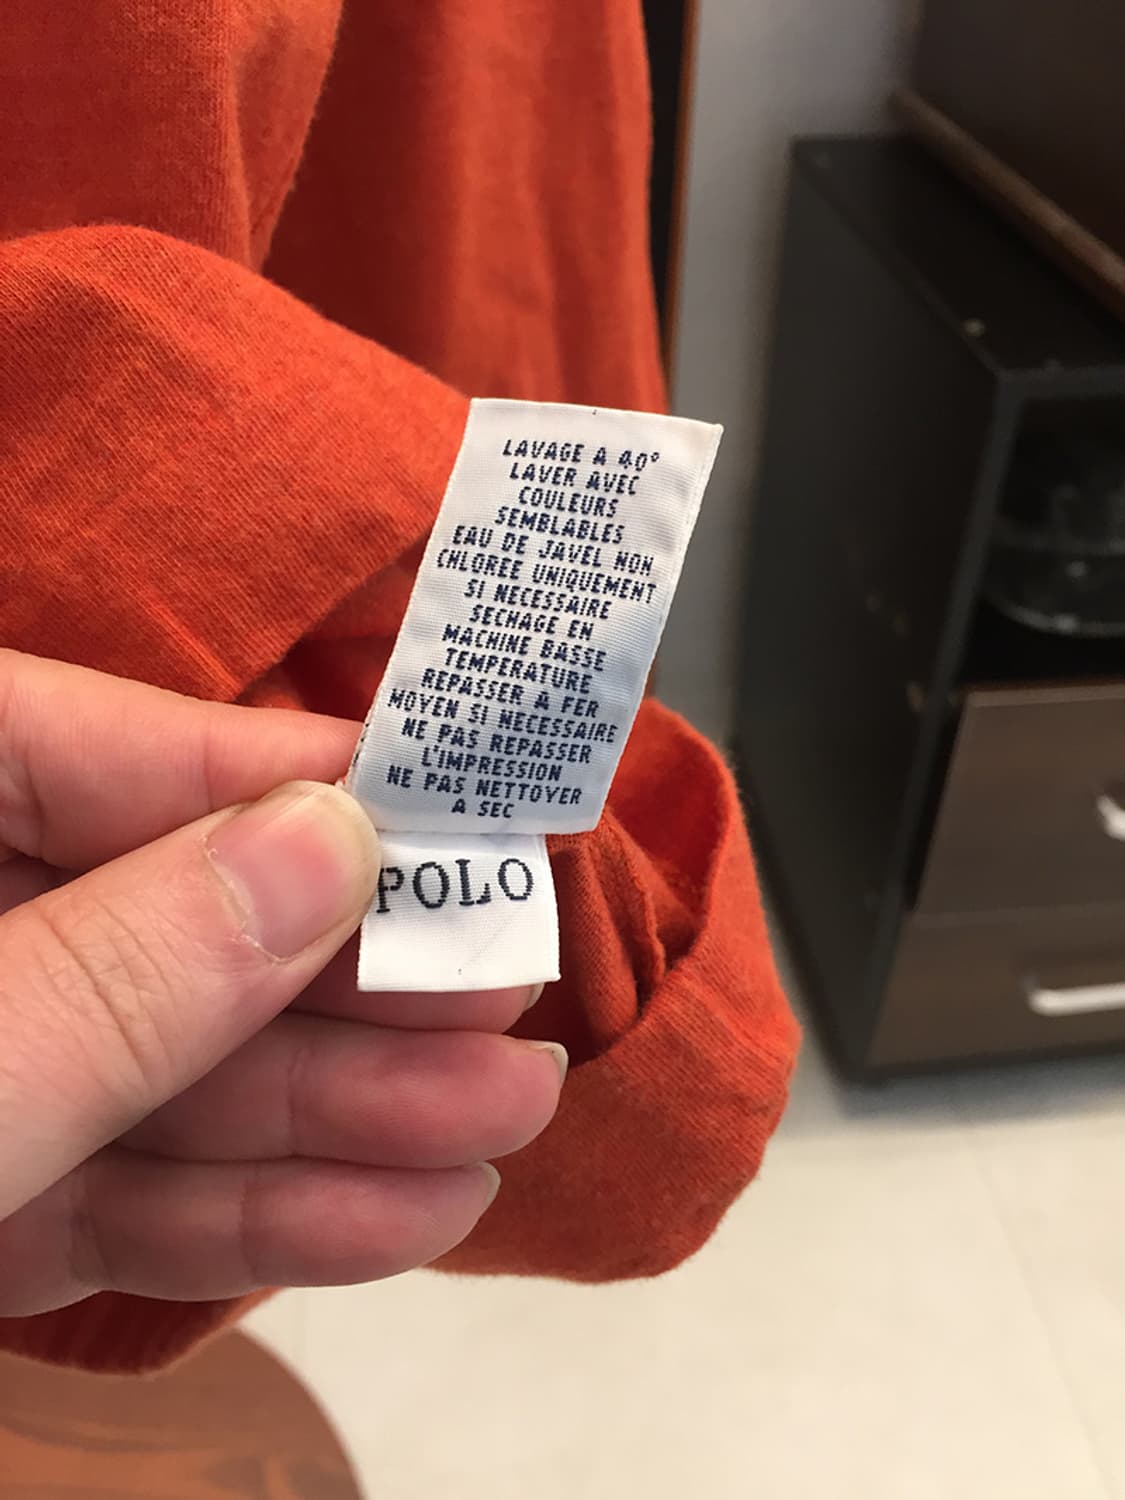 LAVAGE A 40°
LAVER AVEC
COULEURS
SEMBLABLES
EAU DE JAVEL NON
CHLOREE UNIQUEMENT
SI NECESSAIRE
SECHAGE EN
MACHINE BASSE
TEMPERATURE
REPASSER A FER
MOYEN SI NECESSAIRE
NE PAS REPASSER
L'IMPRESSION
NE PAS NETTOYER
A SEC
POLO